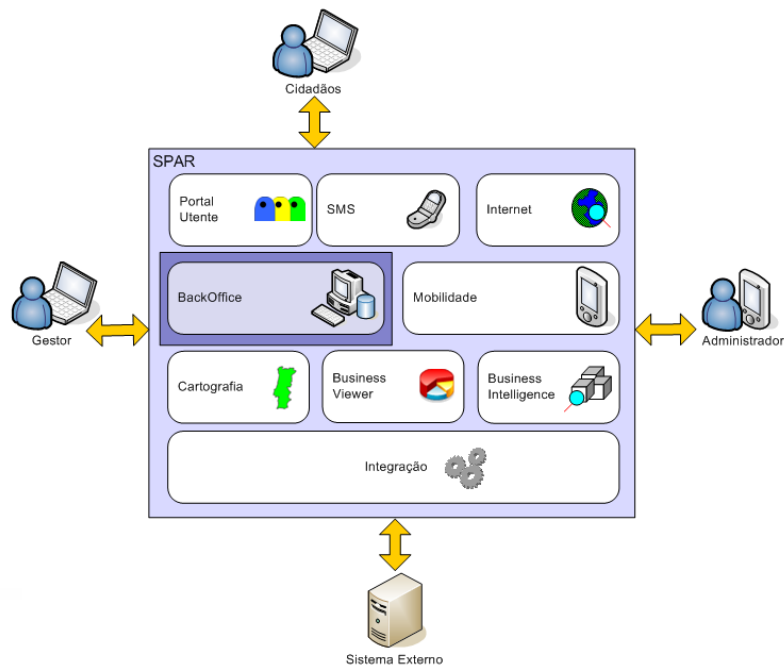 Cidadãos
SPAR
Portal
Utente
SMS
Internet
BackOffice
Mobilidade
Gestor
Administrador
Cartografia
Business
Viewer
Business
Intelligence
Integração
Sistema Externo